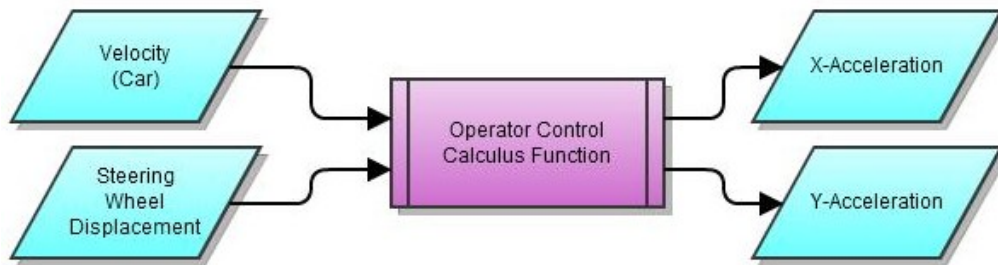 Velocity
(Car)
Steering
Wheel
Displacement
Operator Control
Calculus Function
X-Acceleration
Y-Acceleration